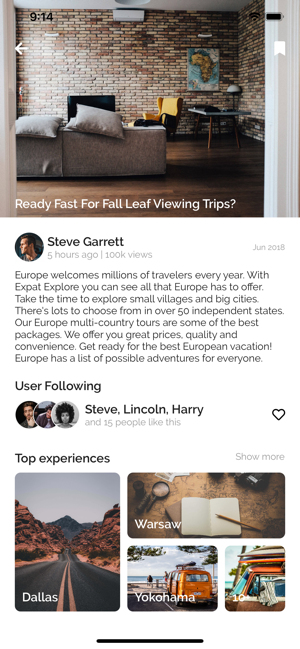 9:14
Ready Fast For Fall Leaf Viewing Trips?
Steve Garrett
5 hours ago | 100k views
Jun 2018
Europe welcomes millions of travelers every year. With
Expat Explore you can see all that Europe has to offer.
Take the time to explore small villages and big cities.
There's lots to choose from in over 50 independent states.
Our Europe multi-country tours are some of the best
packages. We offer you great prices, quality and
convenience. Get ready for the best European vacation!
Europe has a list of possible adventures for everyone.
User Following
Steve, Lincoln, Harry
and 15 people like this
Top experiences
Show more
Warsaw
Dallas
Yokohama
10+